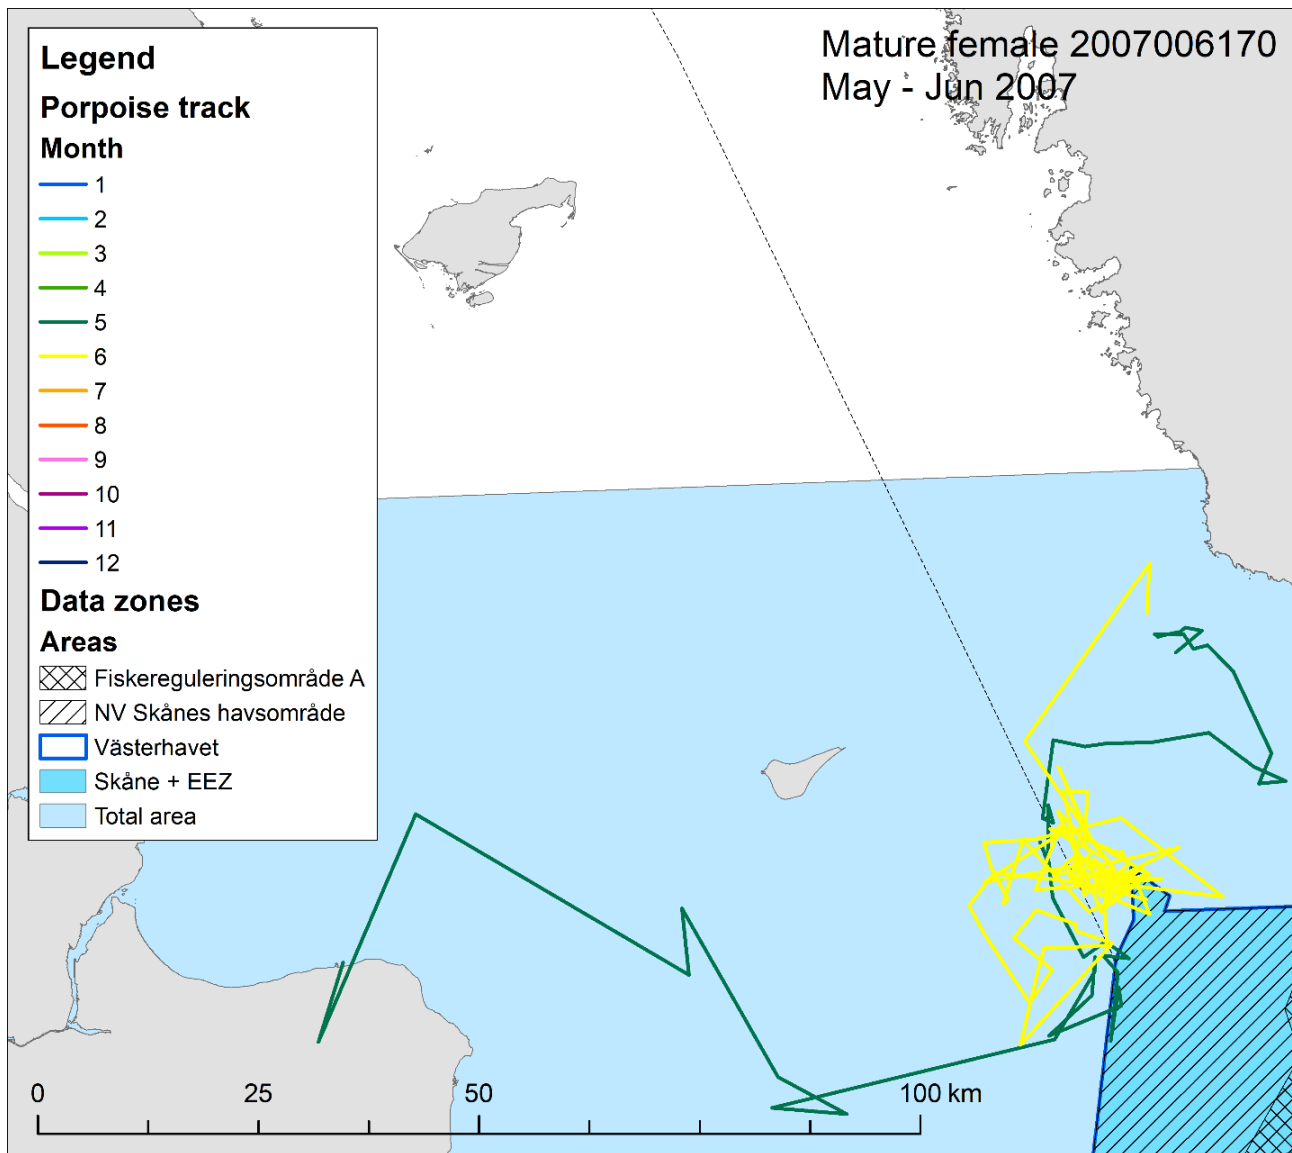 Mature female 2007006170
May - Jun 2007
Legend
Porpoise track
Month
1
2
3
4
5
6
7
8
9
10
11
12
Data zones
Areas
Fiskereguleringsområde A
NV Skånes havsområde
Västerhavet
Skåne + EEZ
Total area
0 25 50 100 km